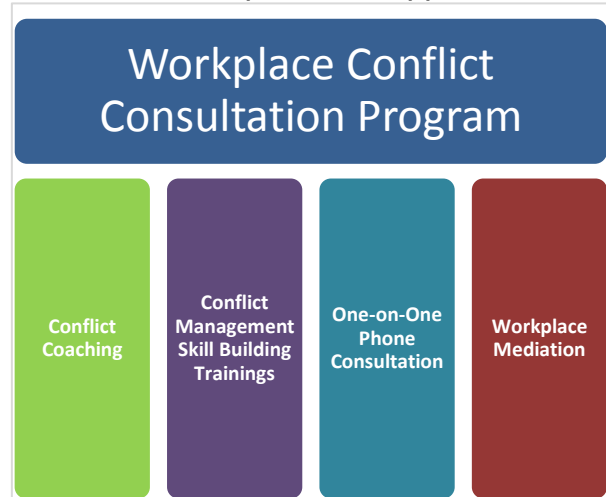 Workplace Conflict
Consultation Program
Conflict
Coaching
Conflict
Management
Skill Building
Trainings
One-on-One
Phone
Consultation
Workplace
Mediation